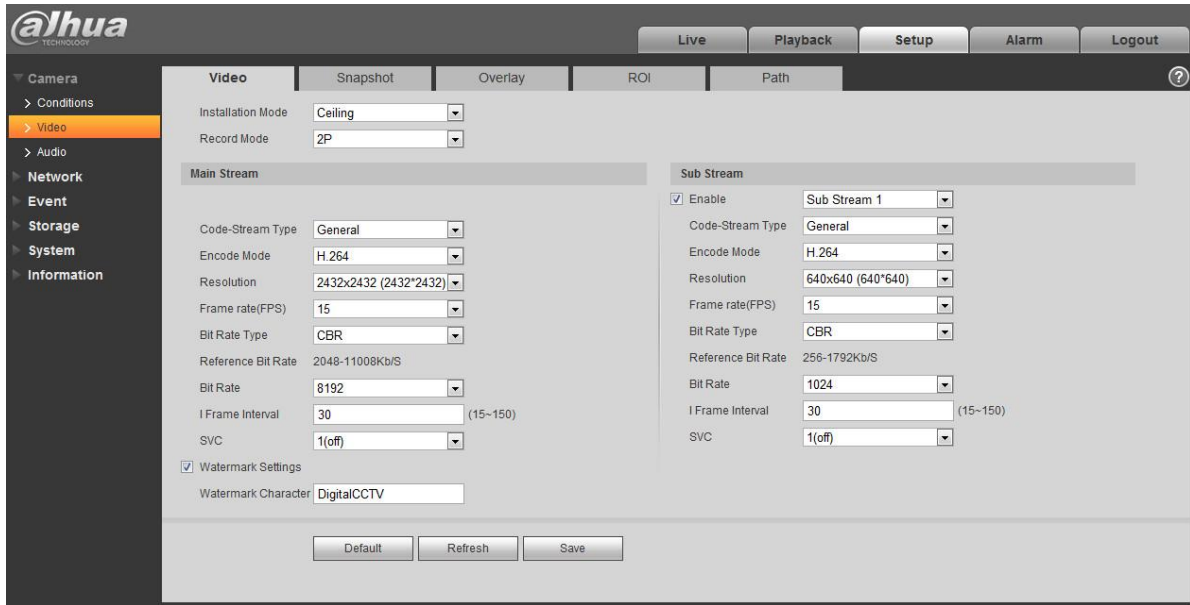 alhua
TECHNOLOGY
Live Playback Setup Alarm Logout
Camera
Conditions
Video
Audio
Network
Event
Storage
System
Information
Video Snapshot Overlay ROI Path
?
Installation Mode Ceiling
Record Mode 2P
Main Stream
Code-Stream Type General
Encode Mode H.264
Resolution 2432x2432 (2432*2432)
Frame rate(FPS) 15
Bit Rate Type CBR
Reference Bit Rate 2048-11008Kb/S
Bit Rate 8192
I Frame Interval 30 (15~150)
SVC 1(off)
Watermark Settings
Watermark Character DigitalCCTV
Sub Stream
Enable Sub Stream 1
Code-Stream Type General
Encode Mode H.264
Resolution 640x640 (640*640)
Frame rate(FPS) 15
Bit Rate Type CBR
Reference Bit Rate 256-1792Kb/S
Bit Rate 1024
I Frame Interval 30 (15~150)
SVC 1(off)
Default Refresh Save